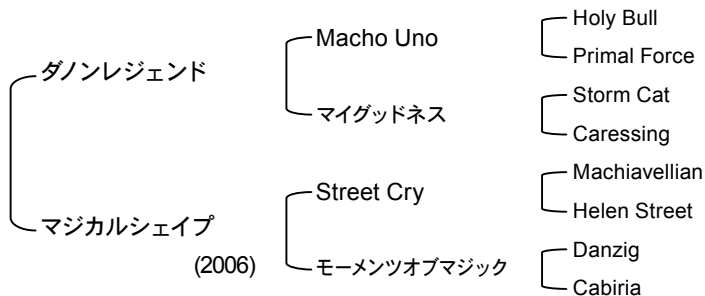 ダノンレジェンド
Macho Uno
Holy Bull
Primal Force
マイグッドネス
Storm Cat
Caressing
マジカルシェイプ
(2006)
Street Cry
Machiavellian
Helen Street
モーメンツオブマジック
Danzig
Cabiria